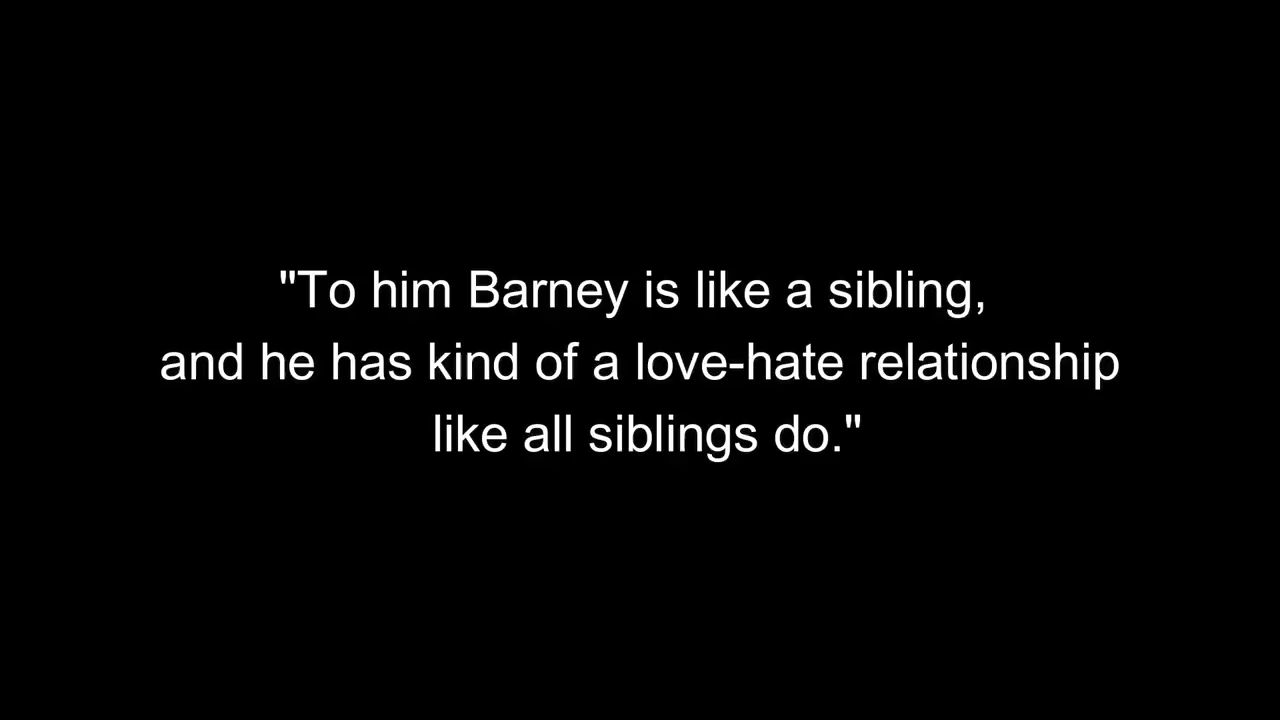 "To him Barney is like a sibling,
and he has kind of a love-hate relationship
like all siblings do."